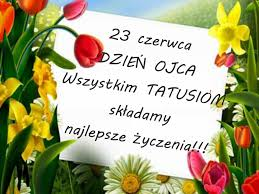 23 czerwca
DZIEŃ OJCA
Wszystkim TATUSIOM
składamy
najlepsze życzenia!!!